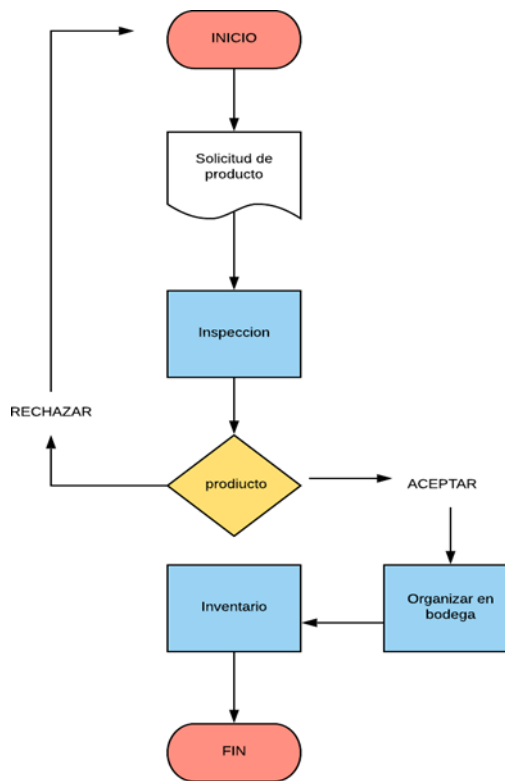 INICIO
Solicitud de
producto
Inspeccion
RECHAZAR
prodiucto
ACEPTAR
Inventario
Organizar en
bodega
FIN